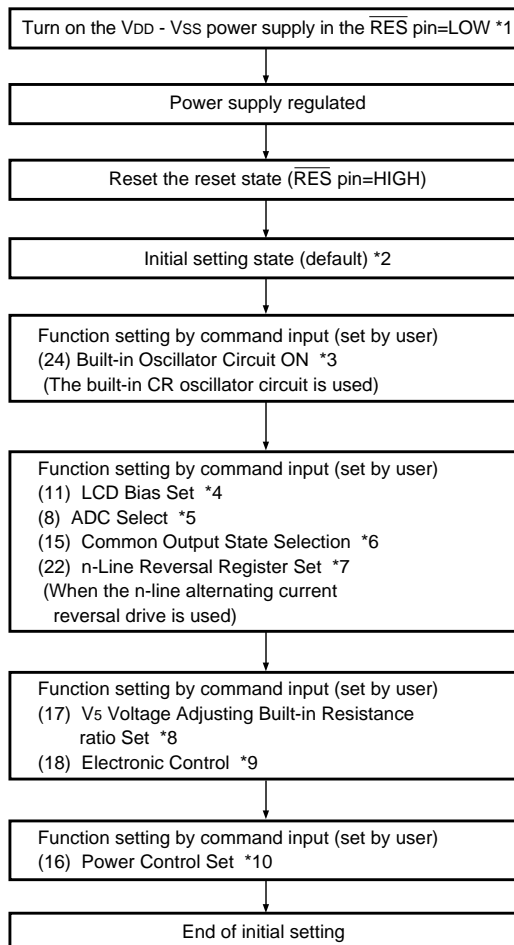 Turn on the VDD - VSS power supply in the R̅E̅S̅ pin=LOW *1
Power supply regulated
Reset the reset state (R̅E̅S̅ pin=HIGH)
Initial setting state (default) *2
Function setting by command input (set by user)
(24) Built-in Oscillator Circuit ON *3
(The built-in CR oscillator circuit is used)
Function setting by command input (set by user)
(11) LCD Bias Set *4
(8) ADC Select *5
(15) Common Output State Selection *6
(22) n-Line Reversal Register Set *7
(When the n-line alternating current
reversal drive is used)
Function setting by command input (set by user)
(17) V5 Voltage Adjusting Built-in Resistance
ratio Set *8
(18) Electronic Control *9
Function setting by command input (set by user)
(16) Power Control Set *10
End of initial setting